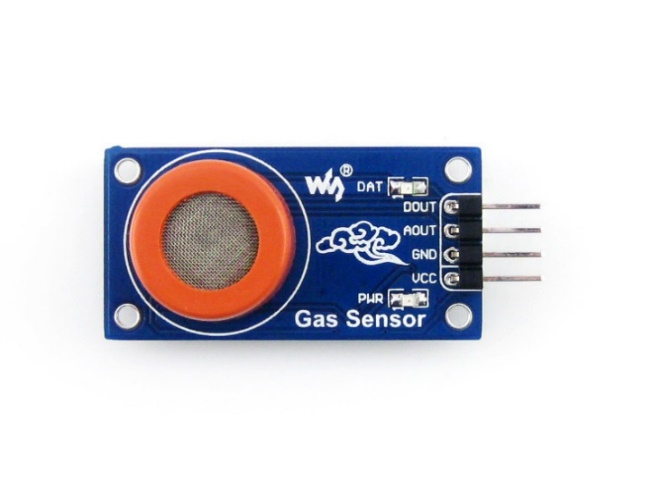 DAT
DOUT
AOUT
GND
VCC
PWR
Gas Sensor